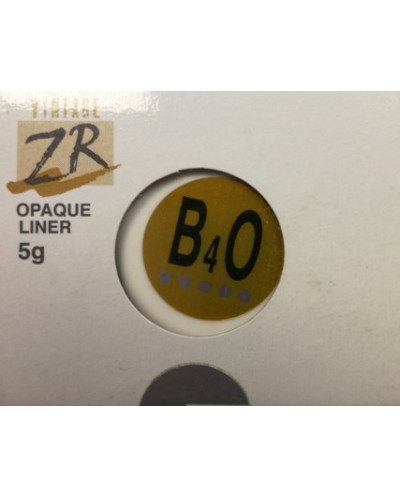 VINTAGE
ZR
OPAQUE
LINER
5g
B4O